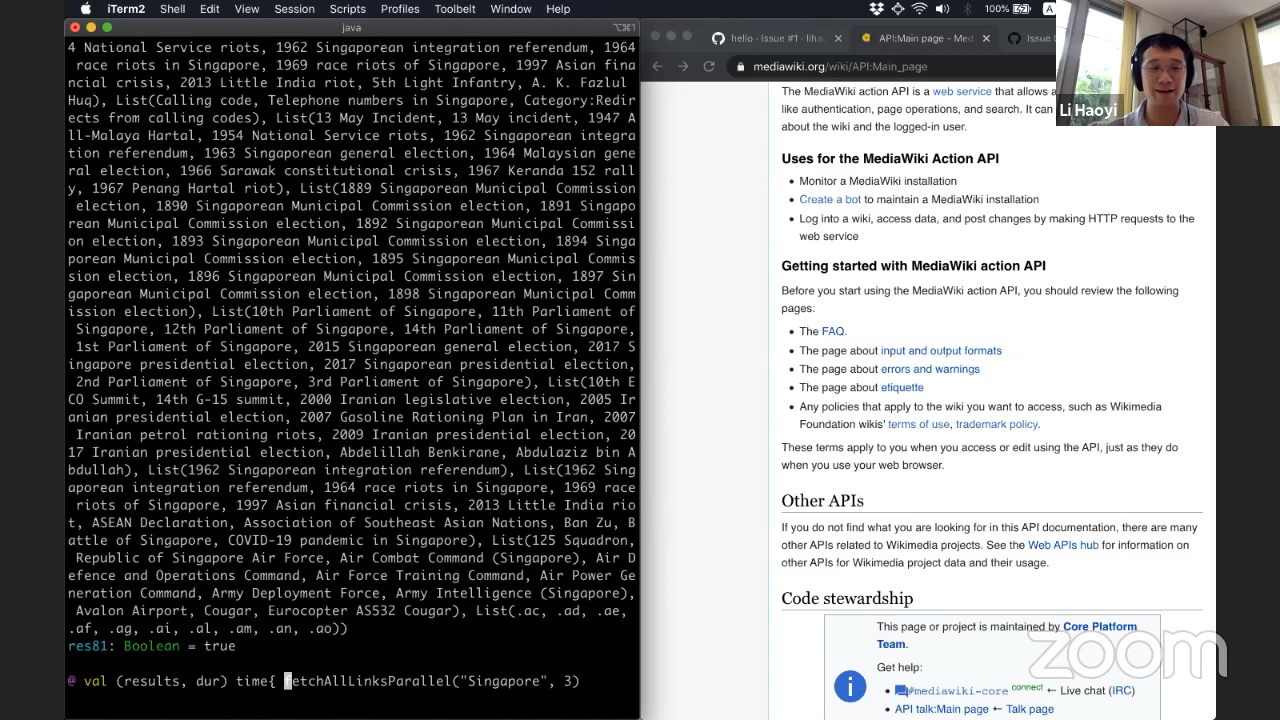 iTerm2 Shell Edit View Session Scripts Profiles Toolbelt Window Help
100%
java
⌥⌘1
4 National Service riots, 1962 Singaporean integration referendum, 1964
race riots in Singapore, 1969 race riots of Singapore, 1997 Asian fina
ncial crisis, 2013 Little India riot, 5th Light Infantry, A. K. Fazlul
Huq), List(Calling code, Telephone numbers in Singapore, Category:Redir
ects from calling codes), List(13 May Incident, 13 May incident, 1947 A
ll-Malaya Hartal, 1954 National Service riots, 1962 Singaporean integra
tion referendum, 1963 Singaporean general election, 1964 Malaysian gene
ral election, 1966 Sarawak constitutional crisis, 1967 Keranda 152 rall
y, 1967 Penang Hartal riot), List(1889 Singaporean Municipal Commission
election, 1890 Singaporean Municipal Commission election, 1891 Singapo
rean Municipal Commission election, 1892 Singaporean Municipal Commissi
on election, 1893 Singaporean Municipal Commission election, 1894 Singa
porean Municipal Commission election, 1895 Singaporean Municipal Commis
sion election, 1896 Singaporean Municipal Commission election, 1897 Sin
gaporean Municipal Commission election, 1898 Singaporean Municipal Comm
ission election), List(10th Parliament of Singapore, 11th Parliament of
Singapore, 12th Parliament of Singapore, 14th Parliament of Singapore,
1st Parliament of Singapore, 2015 Singaporean general election, 2017 S
ingapore presidential election, 2017 Singaporean presidential election,
2nd Parliament of Singapore, 3rd Parliament of Singapore), List(10th E
CO Summit, 14th G-15 summit, 2000 Iranian legislative election, 2005 Ir
anian presidential election, 2007 Gasoline Rationing Plan in Iran, 2007
Iranian petrol rationing riots, 2009 Iranian presidential election, 20
17 Iranian presidential election, Abdelillah Benkirane, Abdulaziz bin A
bdullah), List(1962 Singaporean integration referendum), List(1962 Sing
aporean integration referendum, 1964 race riots in Singapore, 1969 race
riots of Singapore, 1997 Asian financial crisis, 2013 Little India rio
t, ASEAN Declaration, Association of Southeast Asian Nations, Ban Zu, B
attle of Singapore, COVID-19 pandemic in Singapore), List(125 Squadron,
Republic of Singapore Air Force, Air Combat Command (Singapore), Air D
efence and Operations Command, Air Force Training Command, Air Power Ge
neration Command, Army Deployment Force, Army Intelligence (Singapore),
Avalon Airport, Cougar, Eurocopter AS532 Cougar), List(.ac, .ad, .ae,
.af, .ag, .ai, .al, .am, .an, .ao))
res81: Boolean = true
@ val (results, dur) time{ fetchAllLinksParallel("Singapore", 3)
hello · Issue #1 · liha
API:Main page - Med
Issue
mediawiki.org/wiki/API:Main_page
The MediaWiki action API is a web service that allows a
like authentication, page operations, and search. It can
about the wiki and the logged-in user.
Uses for the MediaWiki Action API
• Monitor a MediaWiki installation
• Create a bot to maintain a MediaWiki installation
• Log into a wiki, access data, and post changes by making HTTP requests to the
web service
Getting started with MediaWiki action API
Before you start using the MediaWiki action API, you should review the following
pages:
• The FAQ.
• The page about input and output formats
• The page about errors and warnings
• The page about etiquette
• Any policies that apply to the wiki you want to access, such as Wikimedia
Foundation wikis' terms of use, trademark policy.
These terms apply to you when you access or edit using the API, just as they do
when you use your web browser.
Other APIs
If you do not find what you are looking for in this API documentation, there are many
other APIs related to Wikimedia projects. See the Web APIs hub for information on
other APIs for Wikimedia project data and their usage.
Code stewardship
This page or project is maintained by Core Platform
Team.
Get help:
• #mediawiki-core connect ← Live chat (IRC)
• API talk:Main page ← Talk page
Li Haoyi
zoom